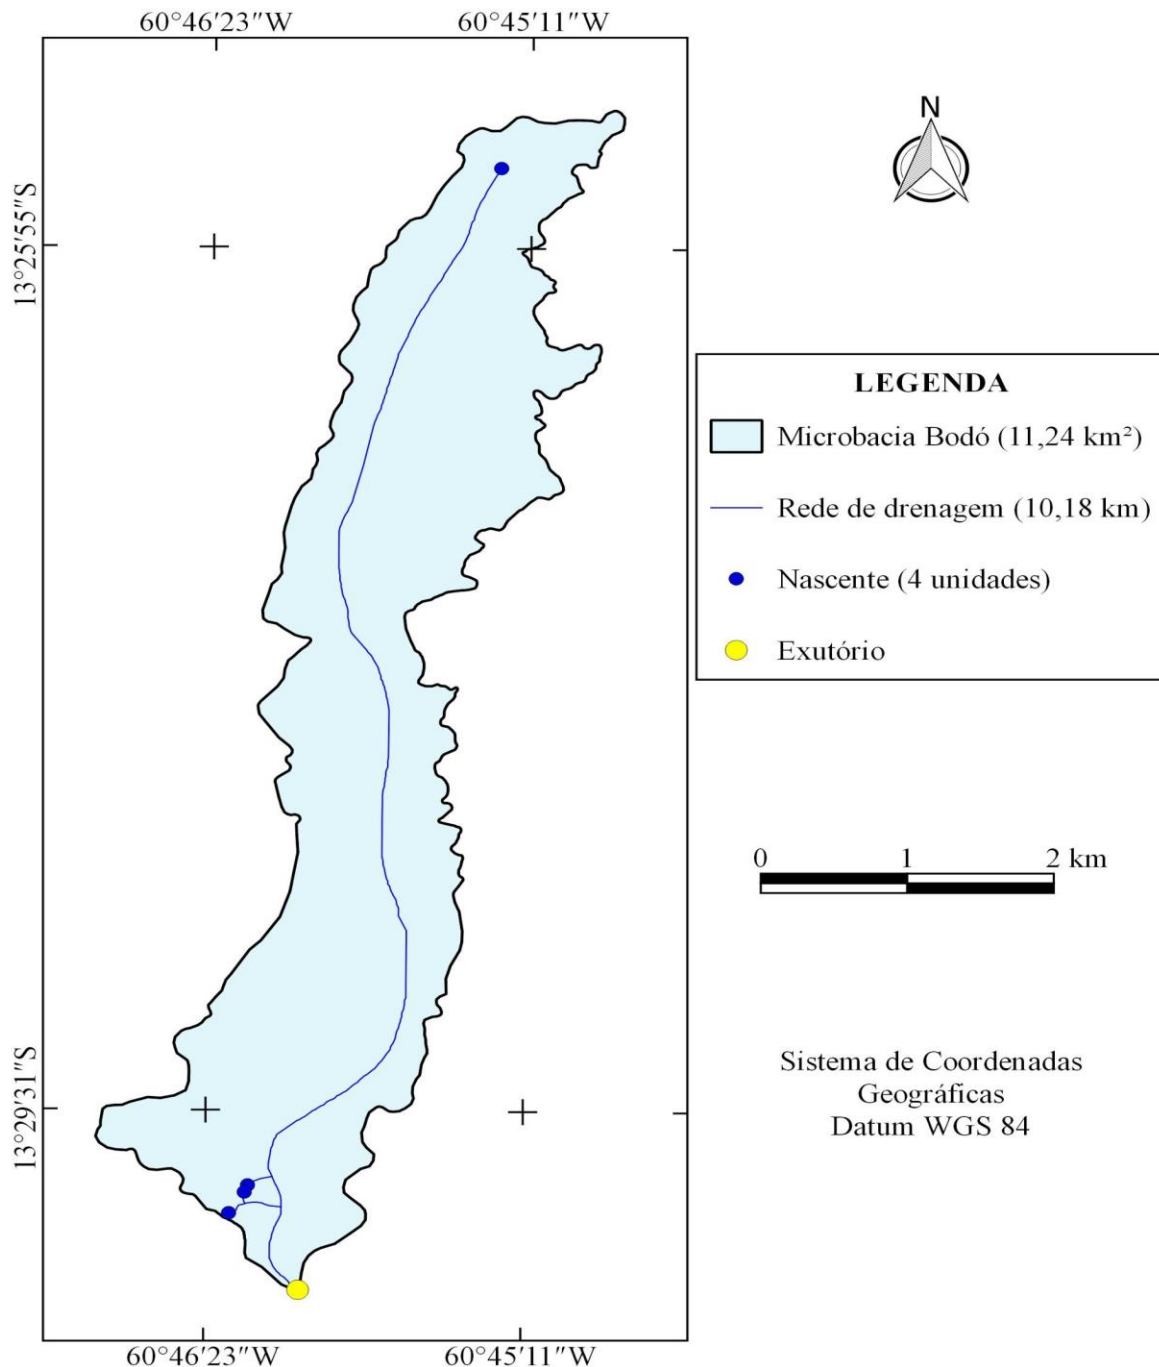 60°46'23"W
60°45'11"W
N
13°25'55"S
LEGENDA
Microbacia Bodó (11,24 km²)
Rede de drenagem (10,18 km)
Nascente (4 unidades)
Exutório
0 1 2 km
Sistema de Coordenadas
Geográficas
Datum WGS 84
13°29'31"S
60°46'23"W
60°45'11"W